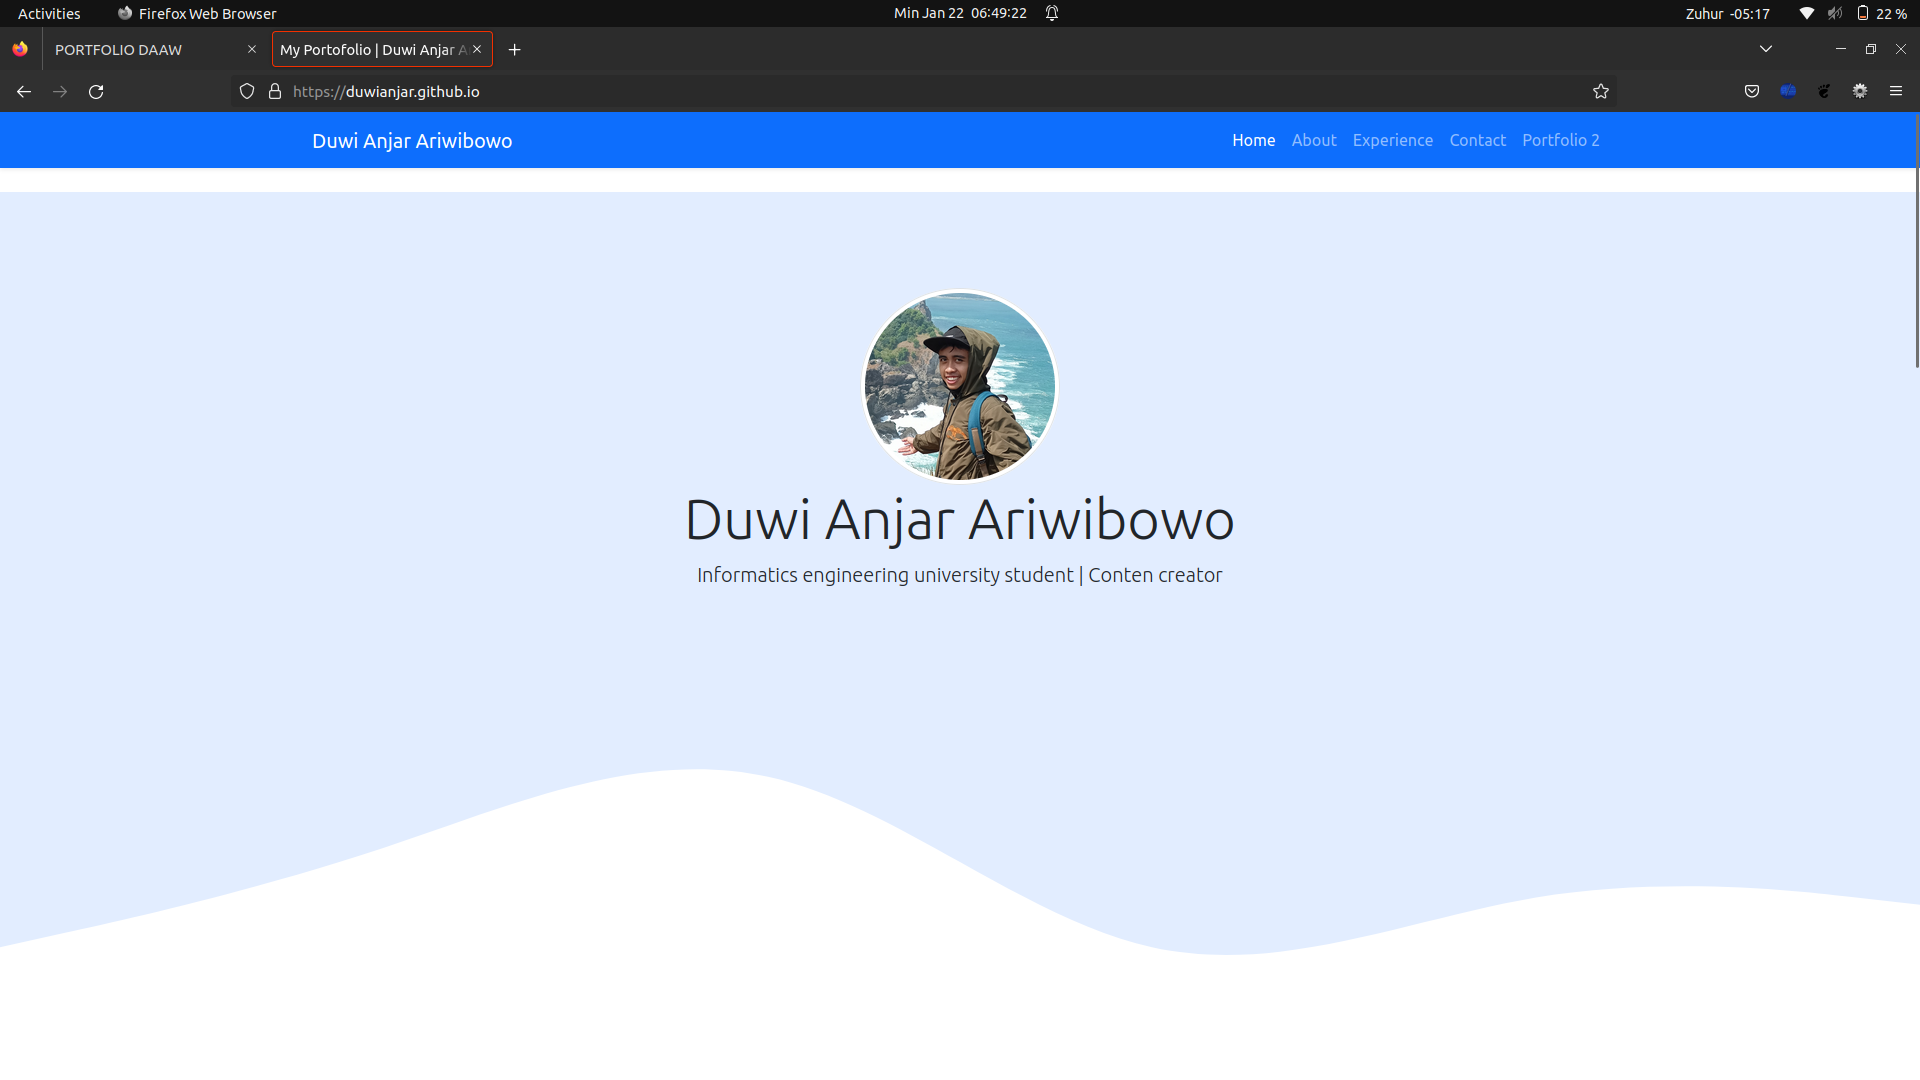 Activities Firefox Web Browser Min Jan 22 06:49:22 Zuhur -05:17 22 %
PORTFOLIO DAAW My Portofolio | Duwi Anjar A
https://duwianjar.github.io
Duwi Anjar Ariwibowo Home About Experience Contact Portfolio 2
Duwi Anjar Ariwibowo
Informatics engineering university student | Conten creator